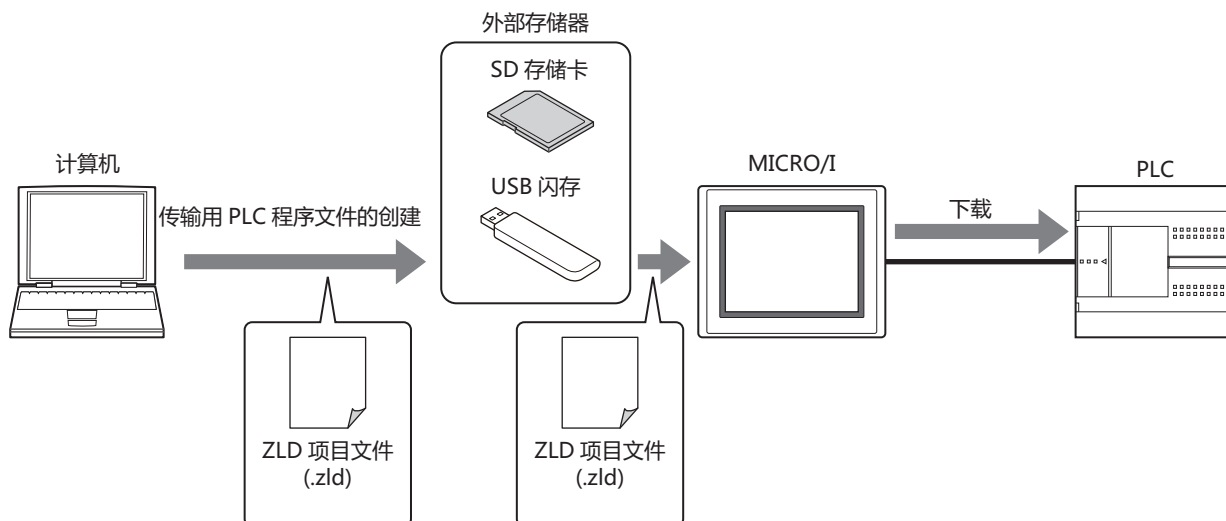 外部存储器
SD 存储卡
USB 闪存
计算机
传输用 PLC 程序文件的创建
MICRO/I
PLC
下载
ZLD 项目文件
(.zld)
ZLD 项目文件
(.zld)